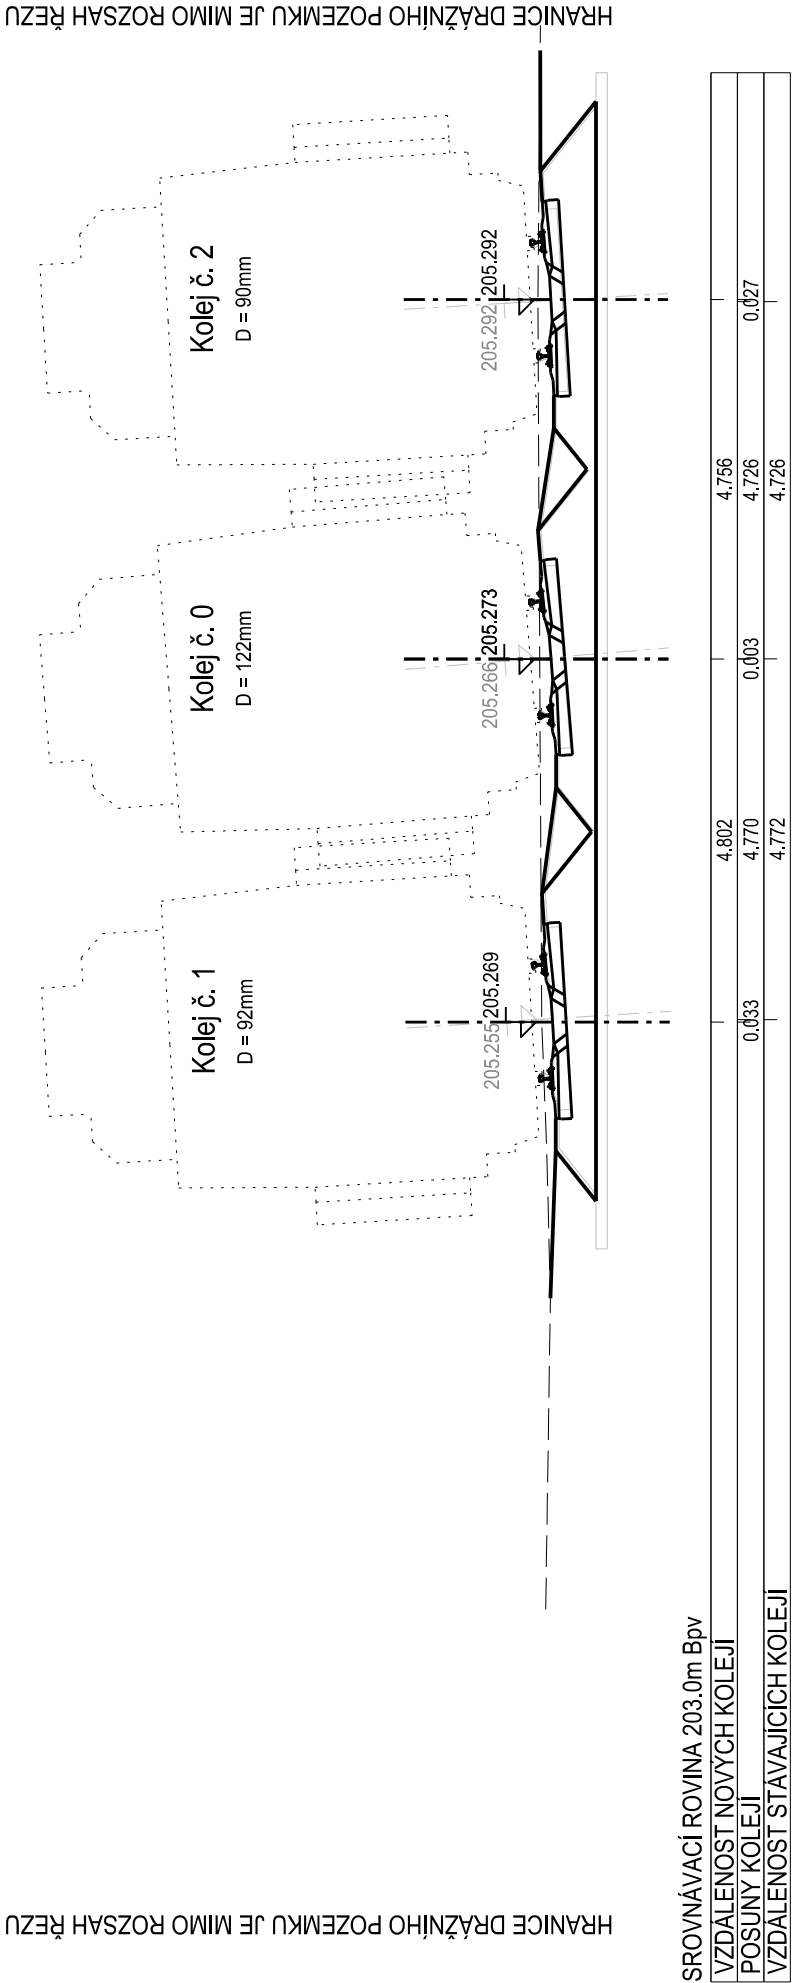 HRANICE DRÁŽNÍHO POZEMKU JE MIMO ROZSAH ŘEZU
HRANICE DRÁŽNÍHO POZEMKU JE MIMO ROZSAH ŘEZU
Kolej č. 1
D = 92mm
205.255 205.269
Kolej č. 0
D = 122mm
205.266 205.273
Kolej č. 2
D = 90mm
205.292 205.292
SROVNÁVACÍ ROVINA 203.0m Bpv
VZDÁLENOST NOVÝCH KOLEJÍ 4.802 4.756
POSUNY KOLEJÍ 0.033 4.770 0.003 4.726 0.027
VZDÁLENOST STÁVAJÍCÍCH KOLEJÍ 4.772 4.726